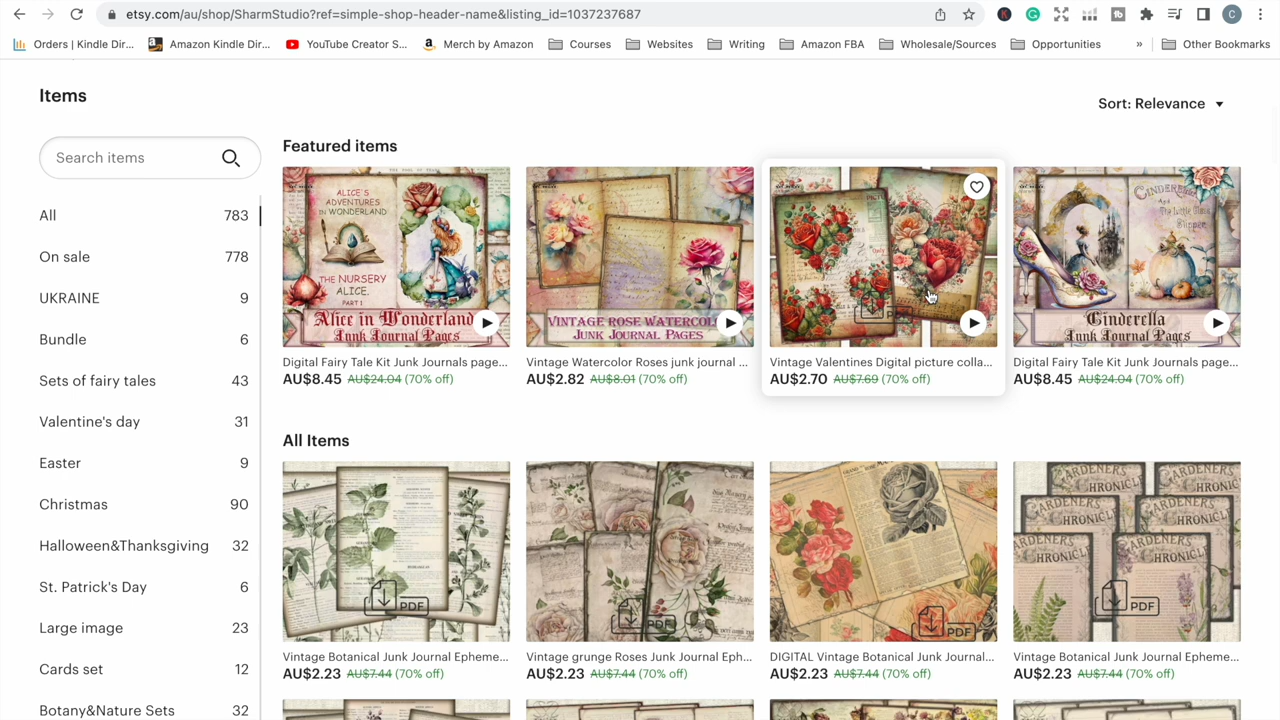 etsy.com/au/shop/SharmStudio?ref=simple-shop-header-name&listing_id=1037237687
Orders | Kindle Dir...
Amazon Kindle Dir...
YouTube Creator S...
Merch by Amazon
Courses
Websites
Writing
Amazon FBA
Wholesale/Sources
Opportunities
»
Other Bookmarks
Items
Sort: Relevance
Search items
All 783
On sale 778
UKRAINE 9
Bundle 6
Sets of fairy tales 43
Valentine's day 31
Easter 9
Christmas 90
Halloween&Thanksgiving 32
St. Patrick's Day 6
Large image 23
Cards set 12
Botany&Nature Sets 32
Featured items
ALICE'S
ADVENTURES
IN WONDERLAND
THE NURSERY
ALICE.
PART 1
Alice in Wonderland
Junk Journal Pages
VINTAGE ROSE WATERCOLO
JUNK JOURNAL PAGES
CINDERELLA
And
The Little Glass
Slipper
Cinderella
Junk Journal Pages
Digital Fairy Tale Kit Junk Journals page...
AU$8.45 AU$24.04 (70% off)
Vintage Watercolor Roses junk journal ...
AU$2.82 AU$8.01 (70% off)
Vintage Valentines Digital picture colla...
AU$2.70 AU$7.69 (70% off)
Digital Fairy Tale Kit Junk Journals page...
AU$8.45 AU$24.04 (70% off)
All Items
PDF
PDF
PDF
GARDENERS
CHRONICLE
GARDENERS
CHRONICLE
PDF
Vintage Botanical Junk Journal Epheme...
AU$2.23 AU$7.44 (70% off)
Vintage grunge Roses Junk Journal Eph...
AU$2.23 AU$7.44 (70% off)
DIGITAL Vintage Botanical Junk Journal...
AU$2.23 AU$7.44 (70% off)
Vintage Botanical Junk Journal Epheme...
AU$2.23 AU$7.44 (70% off)